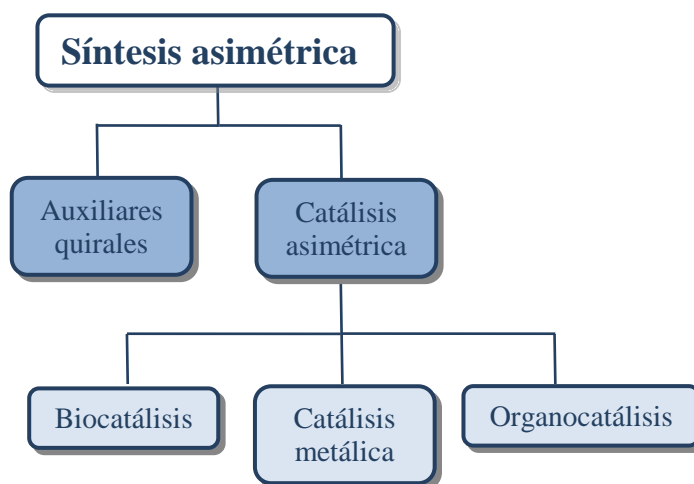 Síntesis asimétrica
Auxiliares
quirales
Catálisis
asimétrica
Biocatálisis
Catálisis
metálica
Organocatálisis